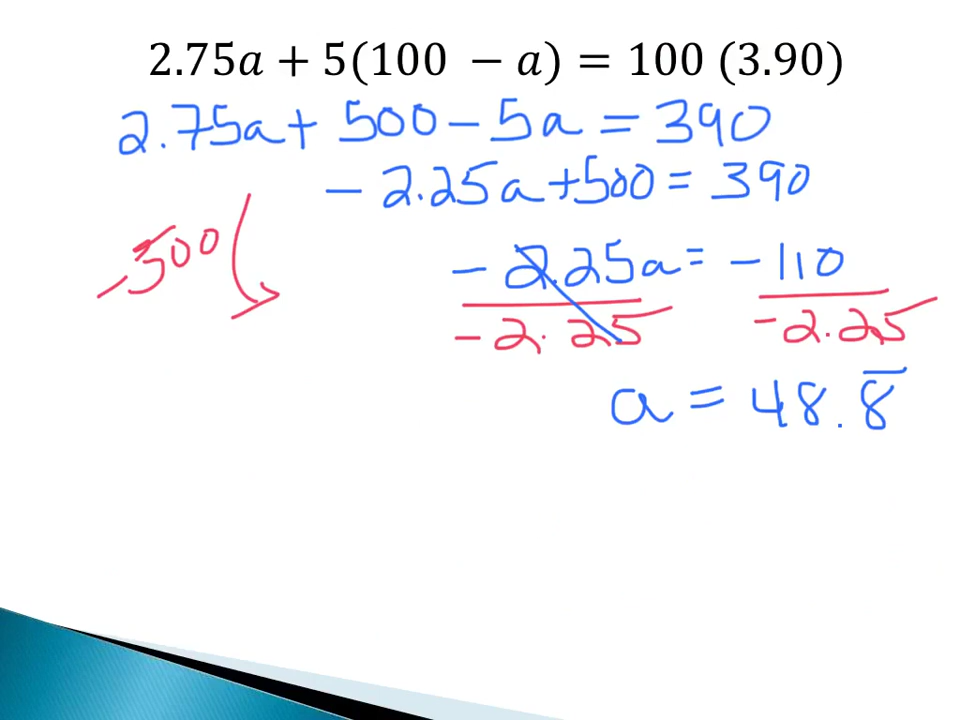 2.75a + 5(100 − a) = 100 (3.90)
2.75a + 500 − 5a = 390
− 2.25a + 500 = 390
-500
− 2.25a = − 110
− 2.25 − 2.25
a = 48.8̅